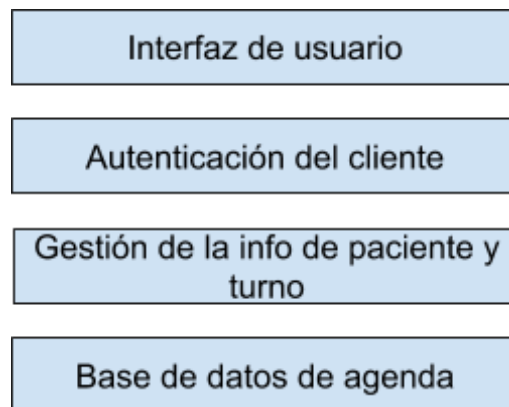 Interfaz de usuario
Autenticación del cliente
Gestión de la info de paciente y
turno
Base de datos de agenda